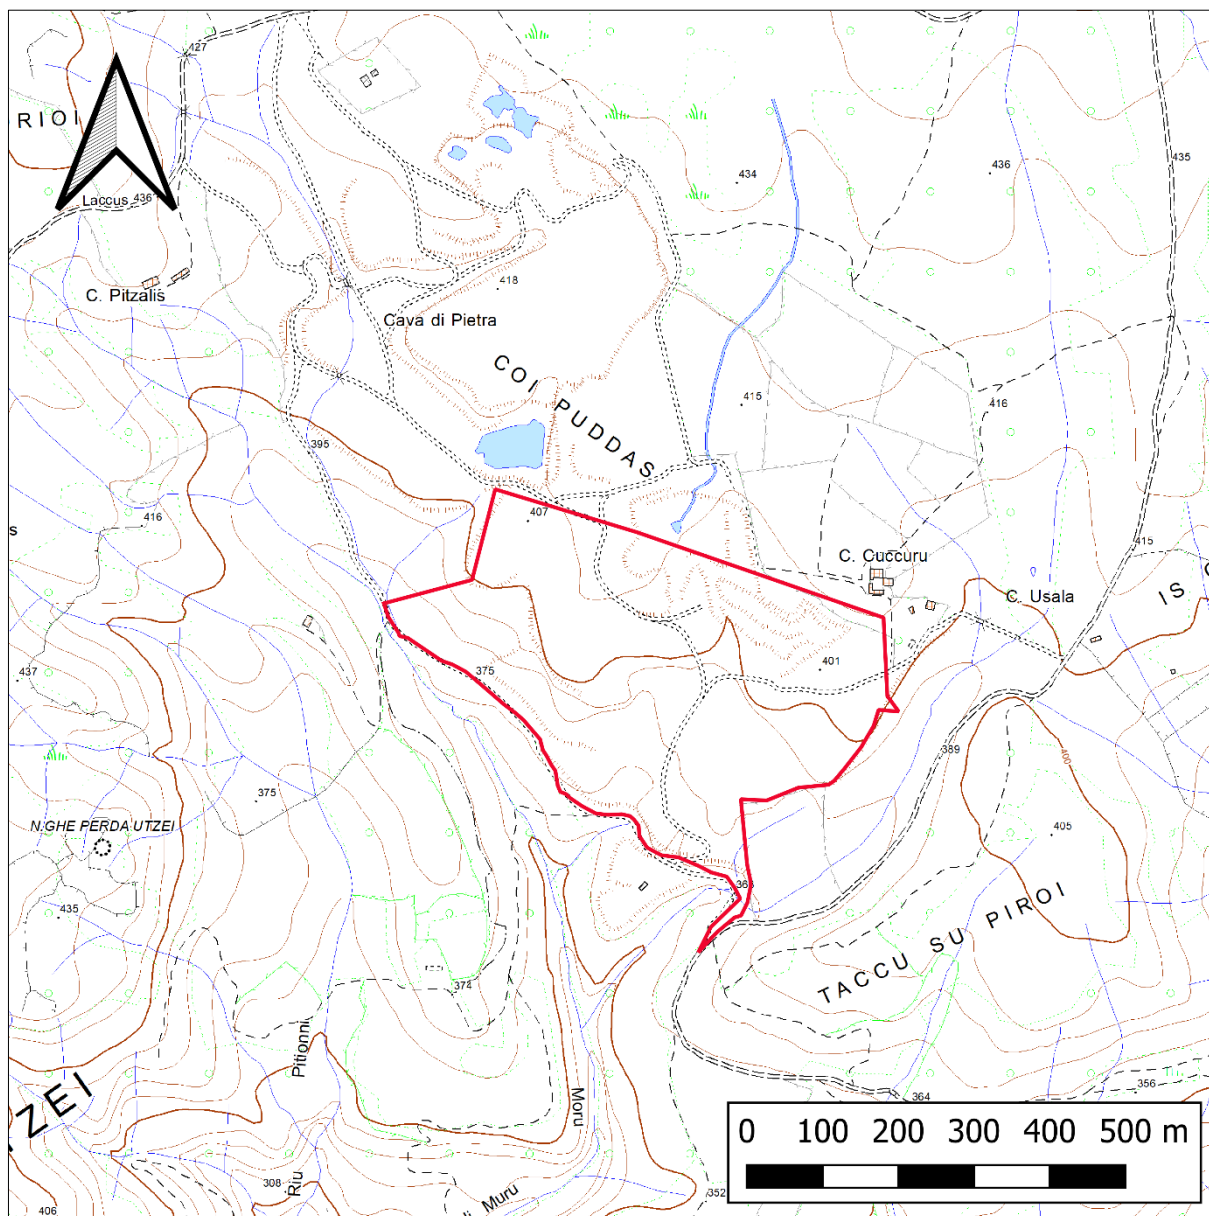 427
RIOI
Laccus 436
434
436
435
C. Pitzalis
418
Cava di Pietra
COI PUDDAS
415
416
395
416
407
415
s
C. Cuccuru
C. Usala
IS
437
375
401
389
400
375
N.GHE PERDA UTZEI
405
435
TACCU SU PIROI
374
Pitionni
Moru
ZEI
364
356
308
Riu
Muru
352
406
0 100 200 300 400 500 m